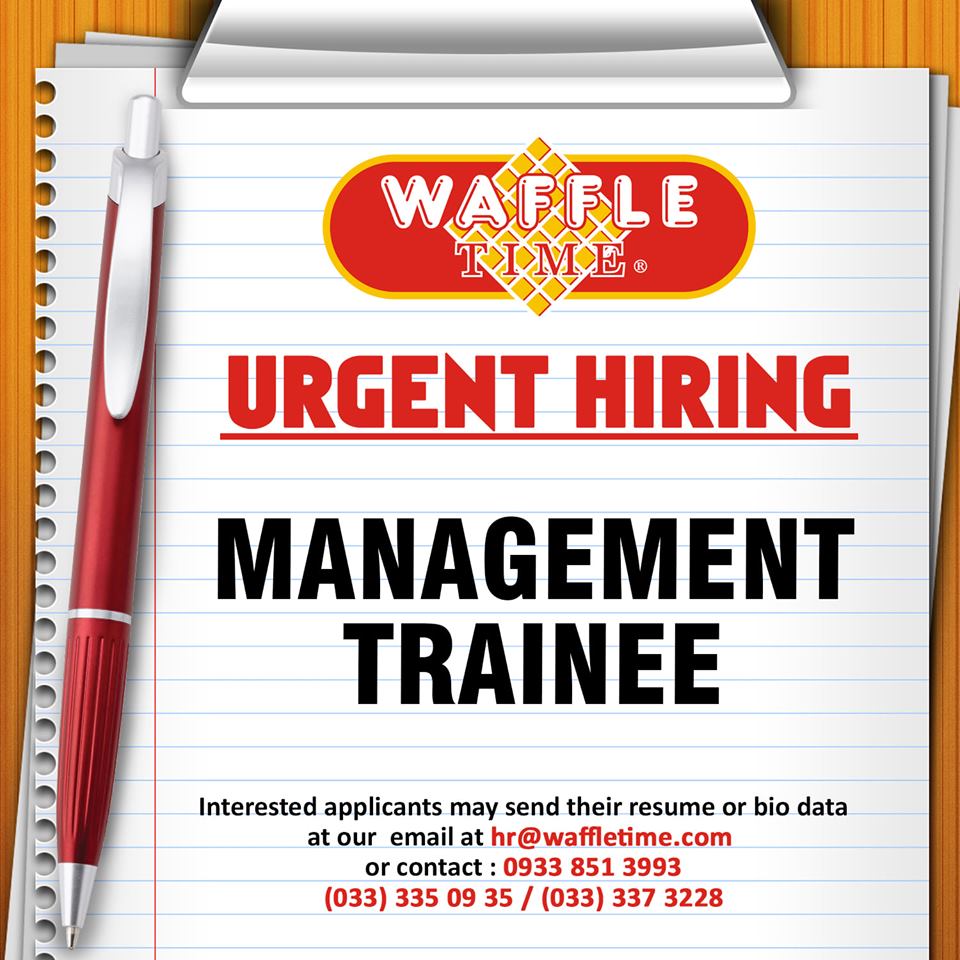 WAFFLE
TIME®
URGENT HIRING
MANAGEMENT
TRAINEE
Interested applicants may send their resume or bio data
at our email at hr@waffletime.com
or contact : 0933 851 3993
(033) 335 09 35 / (033) 337 3228